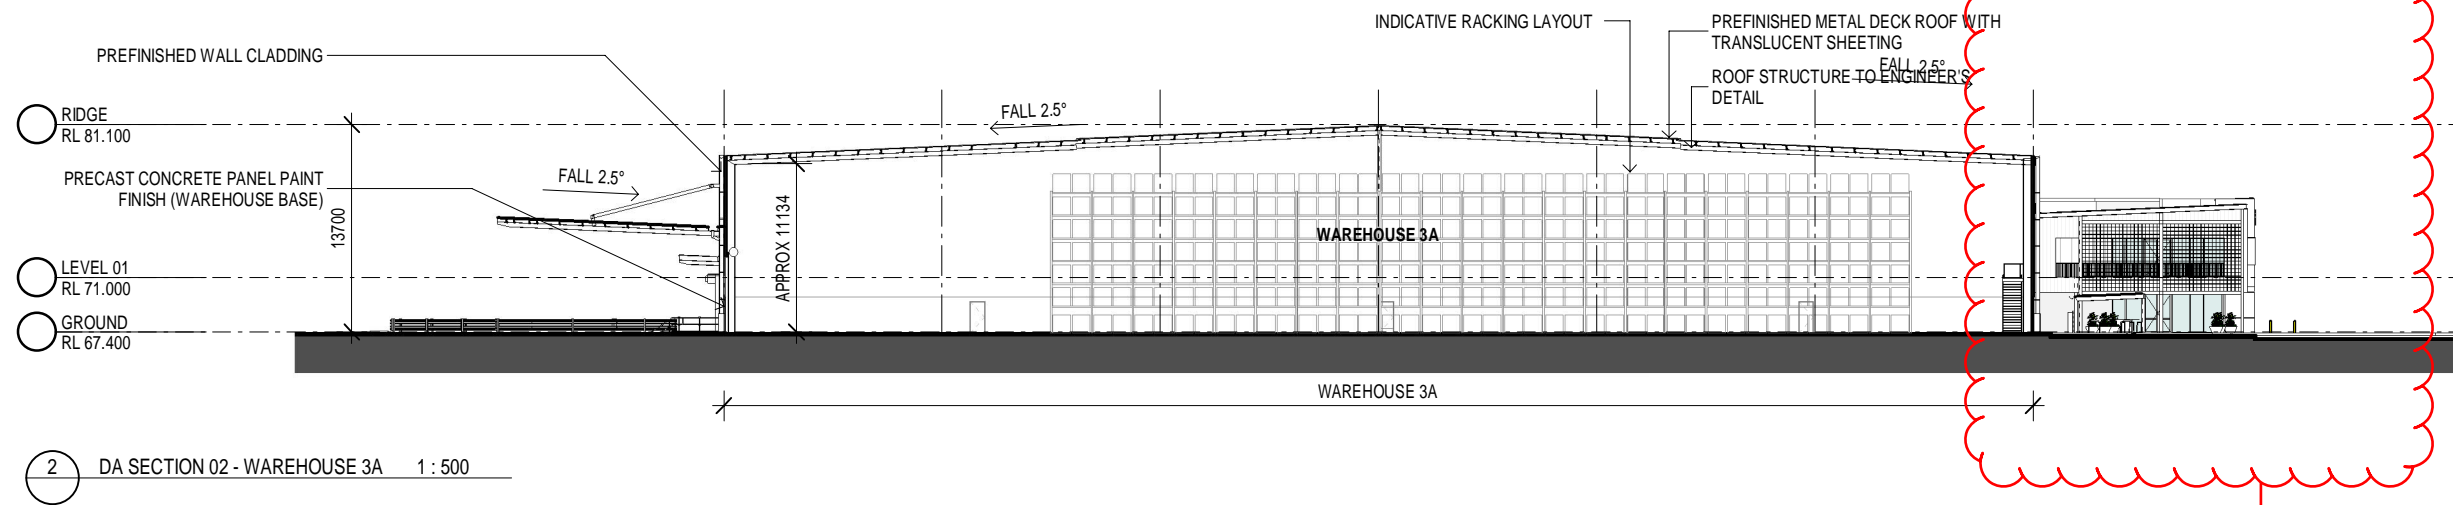 INDICATIVE RACKING LAYOUT
PREFINISHED METAL DECK ROOF WITH
TRANSLUCENT SHEETING
FALL 2.5°
ROOF STRUCTURE TO ENGINEER'S
DETAIL
PREFINISHED WALL CLADDING
RIDGE
RL 81.100
FALL 2.5°
PRECAST CONCRETE PANEL PAINT
FINISH (WAREHOUSE BASE)
FALL 2.5°
13700
APPROX 11134
WAREHOUSE 3A
LEVEL 01
RL 71.000
GROUND
RL 67.400
WAREHOUSE 3A
2
DA SECTION 02 - WAREHOUSE 3A 1 : 500